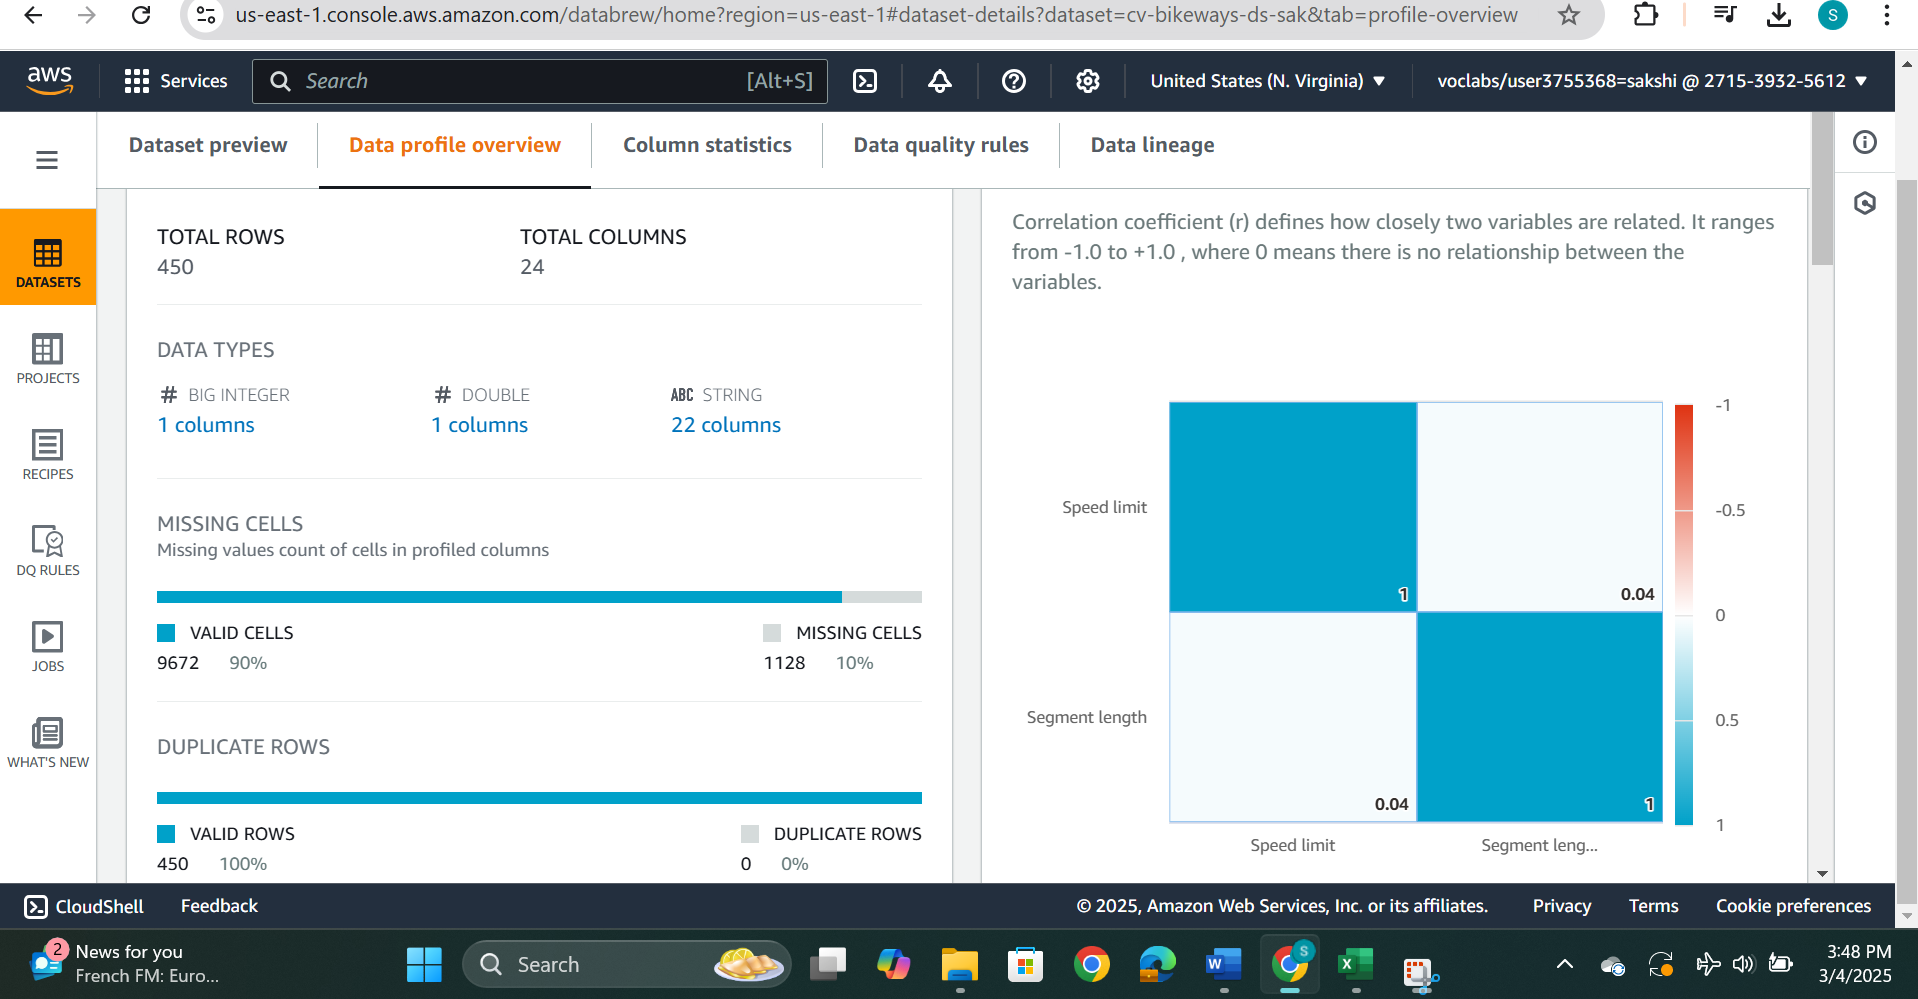 us-east-1.console.aws.amazon.com/databrew/home?region=us-east-1#dataset-details?dataset=cv-bikeways-ds-sak&tab=profile-overview
S
aws
Services
Search
[Alt+S]
United States (N. Virginia)
voclabs/user3755368=sakshi @ 2715-3932-5612
Dataset preview
Data profile overview
Column statistics
Data quality rules
Data lineage
DATASETS
PROJECTS
RECIPES
DQ RULES
JOBS
WHAT'S NEW
TOTAL ROWS
450
TOTAL COLUMNS
24
DATA TYPES
# BIG INTEGER
1 columns
# DOUBLE
1 columns
ABC STRING
22 columns
MISSING CELLS
Missing values count of cells in profiled columns
VALID CELLS
9672 90%
MISSING CELLS
1128 10%
DUPLICATE ROWS
VALID ROWS
450 100%
DUPLICATE ROWS
0 0%
Correlation coefficient (r) defines how closely two variables are related. It ranges
from -1.0 to +1.0 , where 0 means there is no relationship between the
variables.
Speed limit
Segment length
1
0.04
0.04
1
Speed limit
Segment leng...
-1
-0.5
0
0.5
1
CloudShell
Feedback
© 2025, Amazon Web Services, Inc. or its affiliates.
Privacy
Terms
Cookie preferences
2
News for you
French FM: Euro...
Search
W
S
X
3:48 PM
3/4/2025